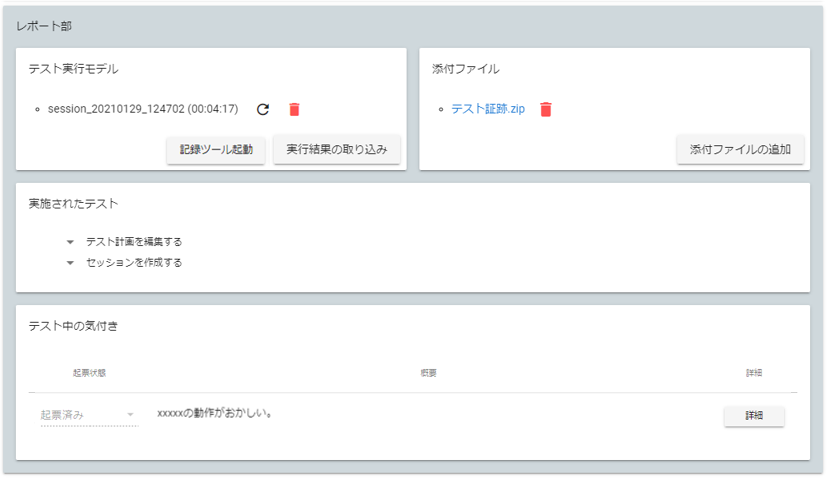 レポート部
テスト実行モデル
session_20210129_124702 (00:04:17)
記録ツール起動 実行結果の取り込み
添付ファイル
テスト証跡.zip
添付ファイルの追加
実施されたテスト
テスト計画を編集する
セッションを作成する
テスト中の気付き
起票状態 概要 詳細
起票済み xxxxxの動作がおかしい。 詳細